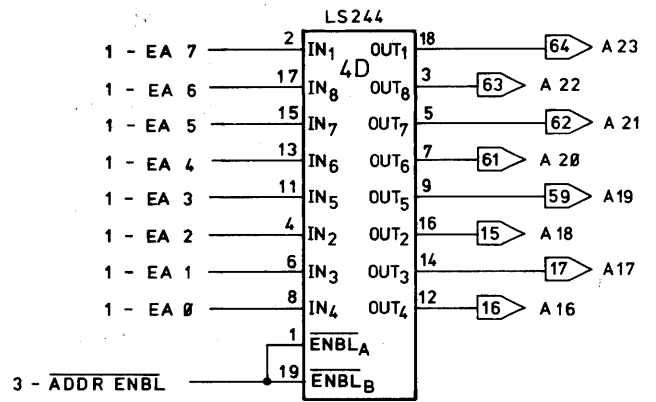 LS244
1 - EA 7 2 IN1 OUT1 18 64 A 23
4D
1 - EA 6 17 IN8 OUT8 3 63 A 22
1 - EA 5 15 IN7 OUT7 5 62 A 21
1 - EA 4 13 IN6 OUT6 7 61 A 20
1 - EA 3 11 IN5 OUT5 9 59 A19
1 - EA 2 4 IN2 OUT2 16 15 A 18
1 - EA 1 6 IN3 OUT3 14 17 A17
1 - EA 0 8 IN4 OUT4 12 16 A 16
1 ENBLA
3 - ADDR ENBL 19 ENBLB